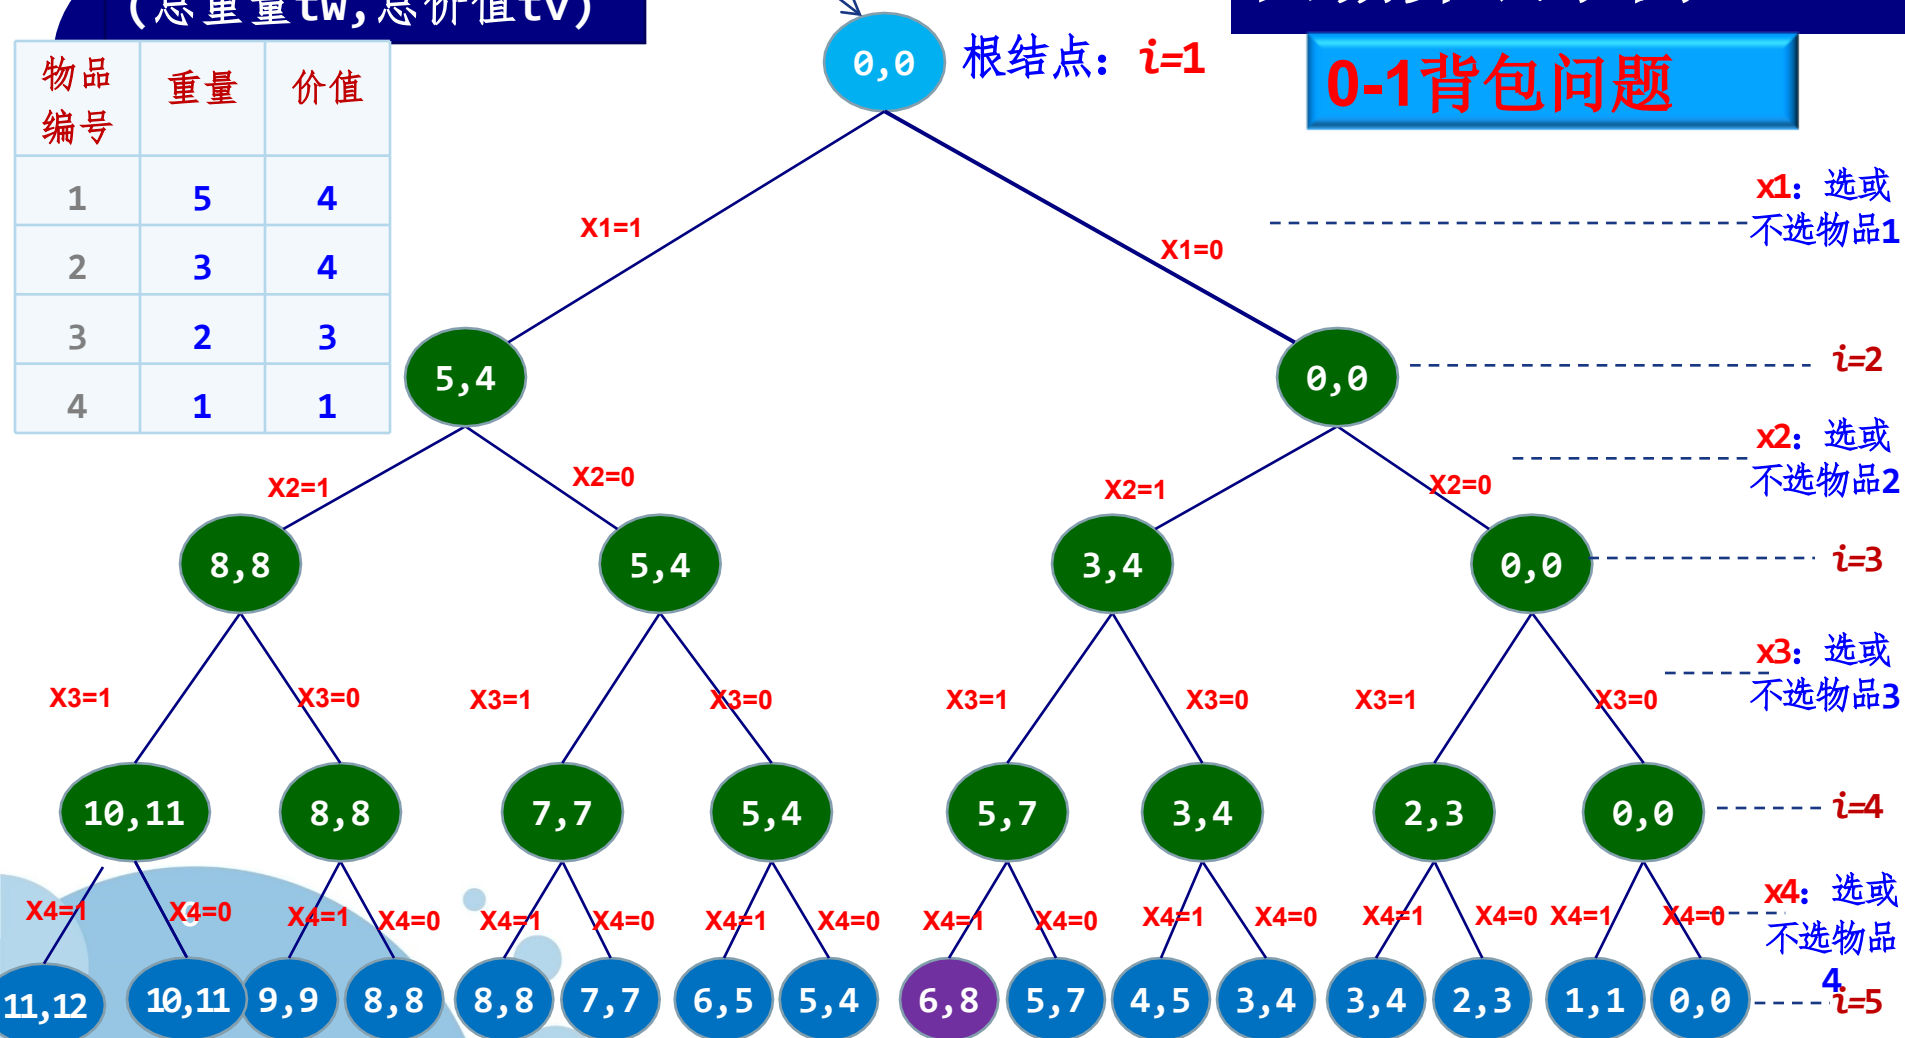 (总重量tw,总价值tv)
0,0 根结点：i=1
0-1背包问题
物品编号 重量 价值
1 5 4
2 3 4
3 2 3
4 1 1
x1：选或
不选物品1
X1=1 X1=0
5,4 0,0 i=2
x2：选或
不选物品2
X2=1 X2=0 X2=1 X2=0
8,8 5,4 3,4 0,0 i=3
x3：选或
不选物品3
X3=1 X3=0 X3=1 X3=0 X3=1 X3=0 X3=1 X3=0
10,11 8,8 7,7 5,4 5,7 3,4 2,3 0,0 i=4
x4：选或
不选物品
4
X4=1 X4=0 X4=1 X4=0 X4=1 X4=0 X4=1 X4=0 X4=1 X4=0 X4=1 X4=0 X4=1 X4=0 X4=1 X4=0
11,12 10,11 9,9 8,8 8,8 7,7 6,5 5,4 6,8 5,7 4,5 3,4 3,4 2,3 1,1 0,0 i=5